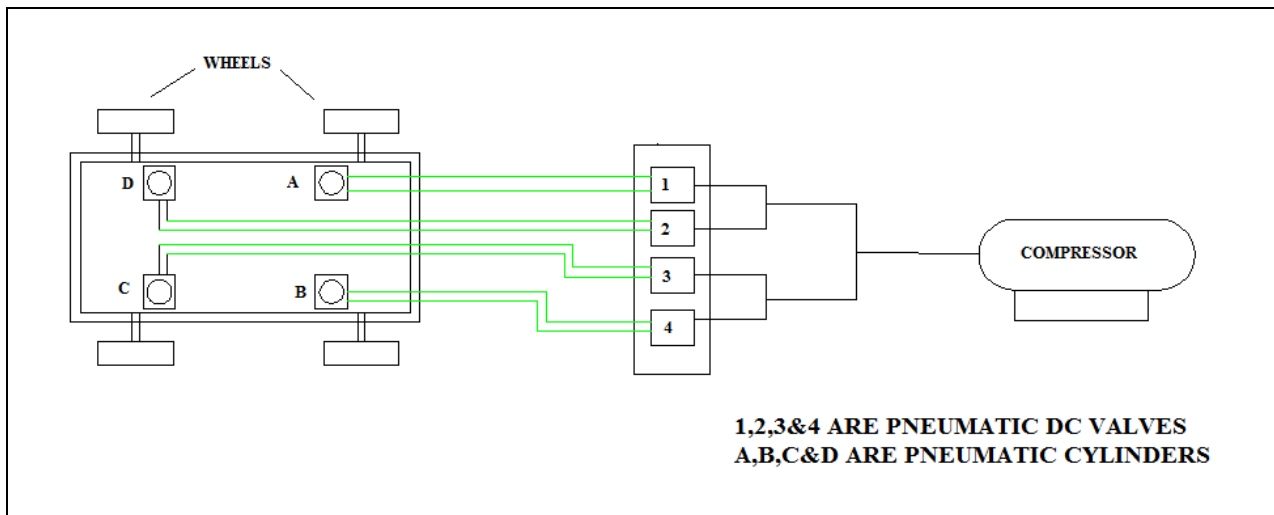 WHEELS
D
A
1
2
COMPRESSOR
3
C
B
4
1,2,3&4 ARE PNEUMATIC DC VALVES
A,B,C&D ARE PNEUMATIC CYLINDERS